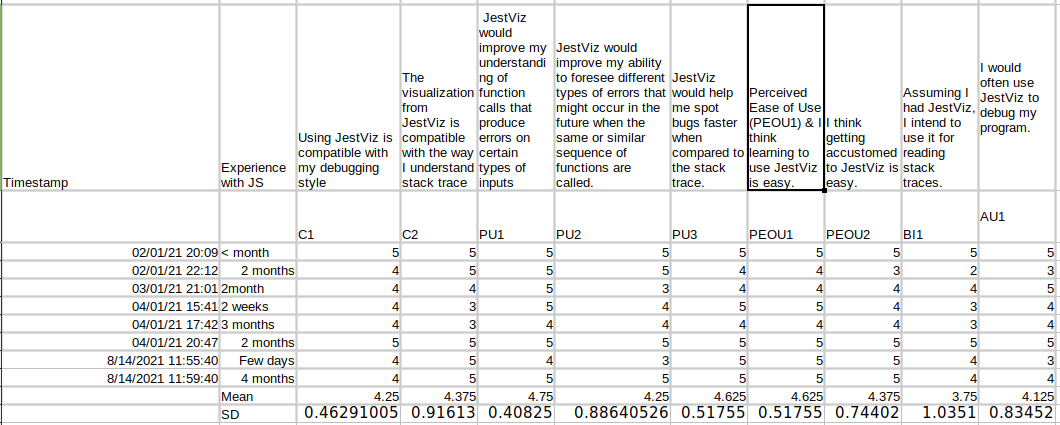 Timestamp
Experience
with JS
Using JestViz is
compatible with
my debugging
style
The
visualization
from
JestViz is
compatible
with the way
I understand
stack trace
JestViz
would
improve my
understandi
ng of
function
calls that
produce
errors on
certain
types of
inputs
JestViz would
improve my ability
to foresee different
types of errors that
might occur in the
future when the
same or similar
sequence of
functions are
called.
JestViz
would help
me spot
bugs faster
when
compared to
the stack
trace.
Perceived
Ease of Use
(PEOU1) & I
think
learning to
use JestViz
is easy.
I think
getting
accustomed
to JestViz is
easy.
Assuming I
had JestViz,
I intend to
use it for
reading
stack
traces.
I would
often use
JestViz to
debug my
program.
C1 C2 PU1 PU2 PU3 PEOU1 PEOU2 BI1 AU1
02/01/21 20:09 < month 5 5 5 5 5 5 5 5 5
02/01/21 22:12 2 months 4 5 5 5 4 4 3 2 3
03/01/21 21:01 2month 4 4 5 3 4 4 4 4 5
04/01/21 15:41 2 weeks 4 3 5 4 5 5 4 3 4
04/01/21 17:42 3 months 4 3 4 4 4 4 4 3 4
04/01/21 20:47 2 months 5 5 5 5 5 5 5 5 5
8/14/2021 11:55:40 Few days 4 5 4 3 5 5 5 4 3
8/14/2021 11:59:40 4 months 4 5 5 5 5 5 5 4 4
Mean 4.25 4.375 4.75 4.25 4.625 4.625 4.375 3.75 4.125
SD 0.46291005 0.91613 0.40825 0.88640526 0.51755 0.51755 0.74402 1.0351 0.83452